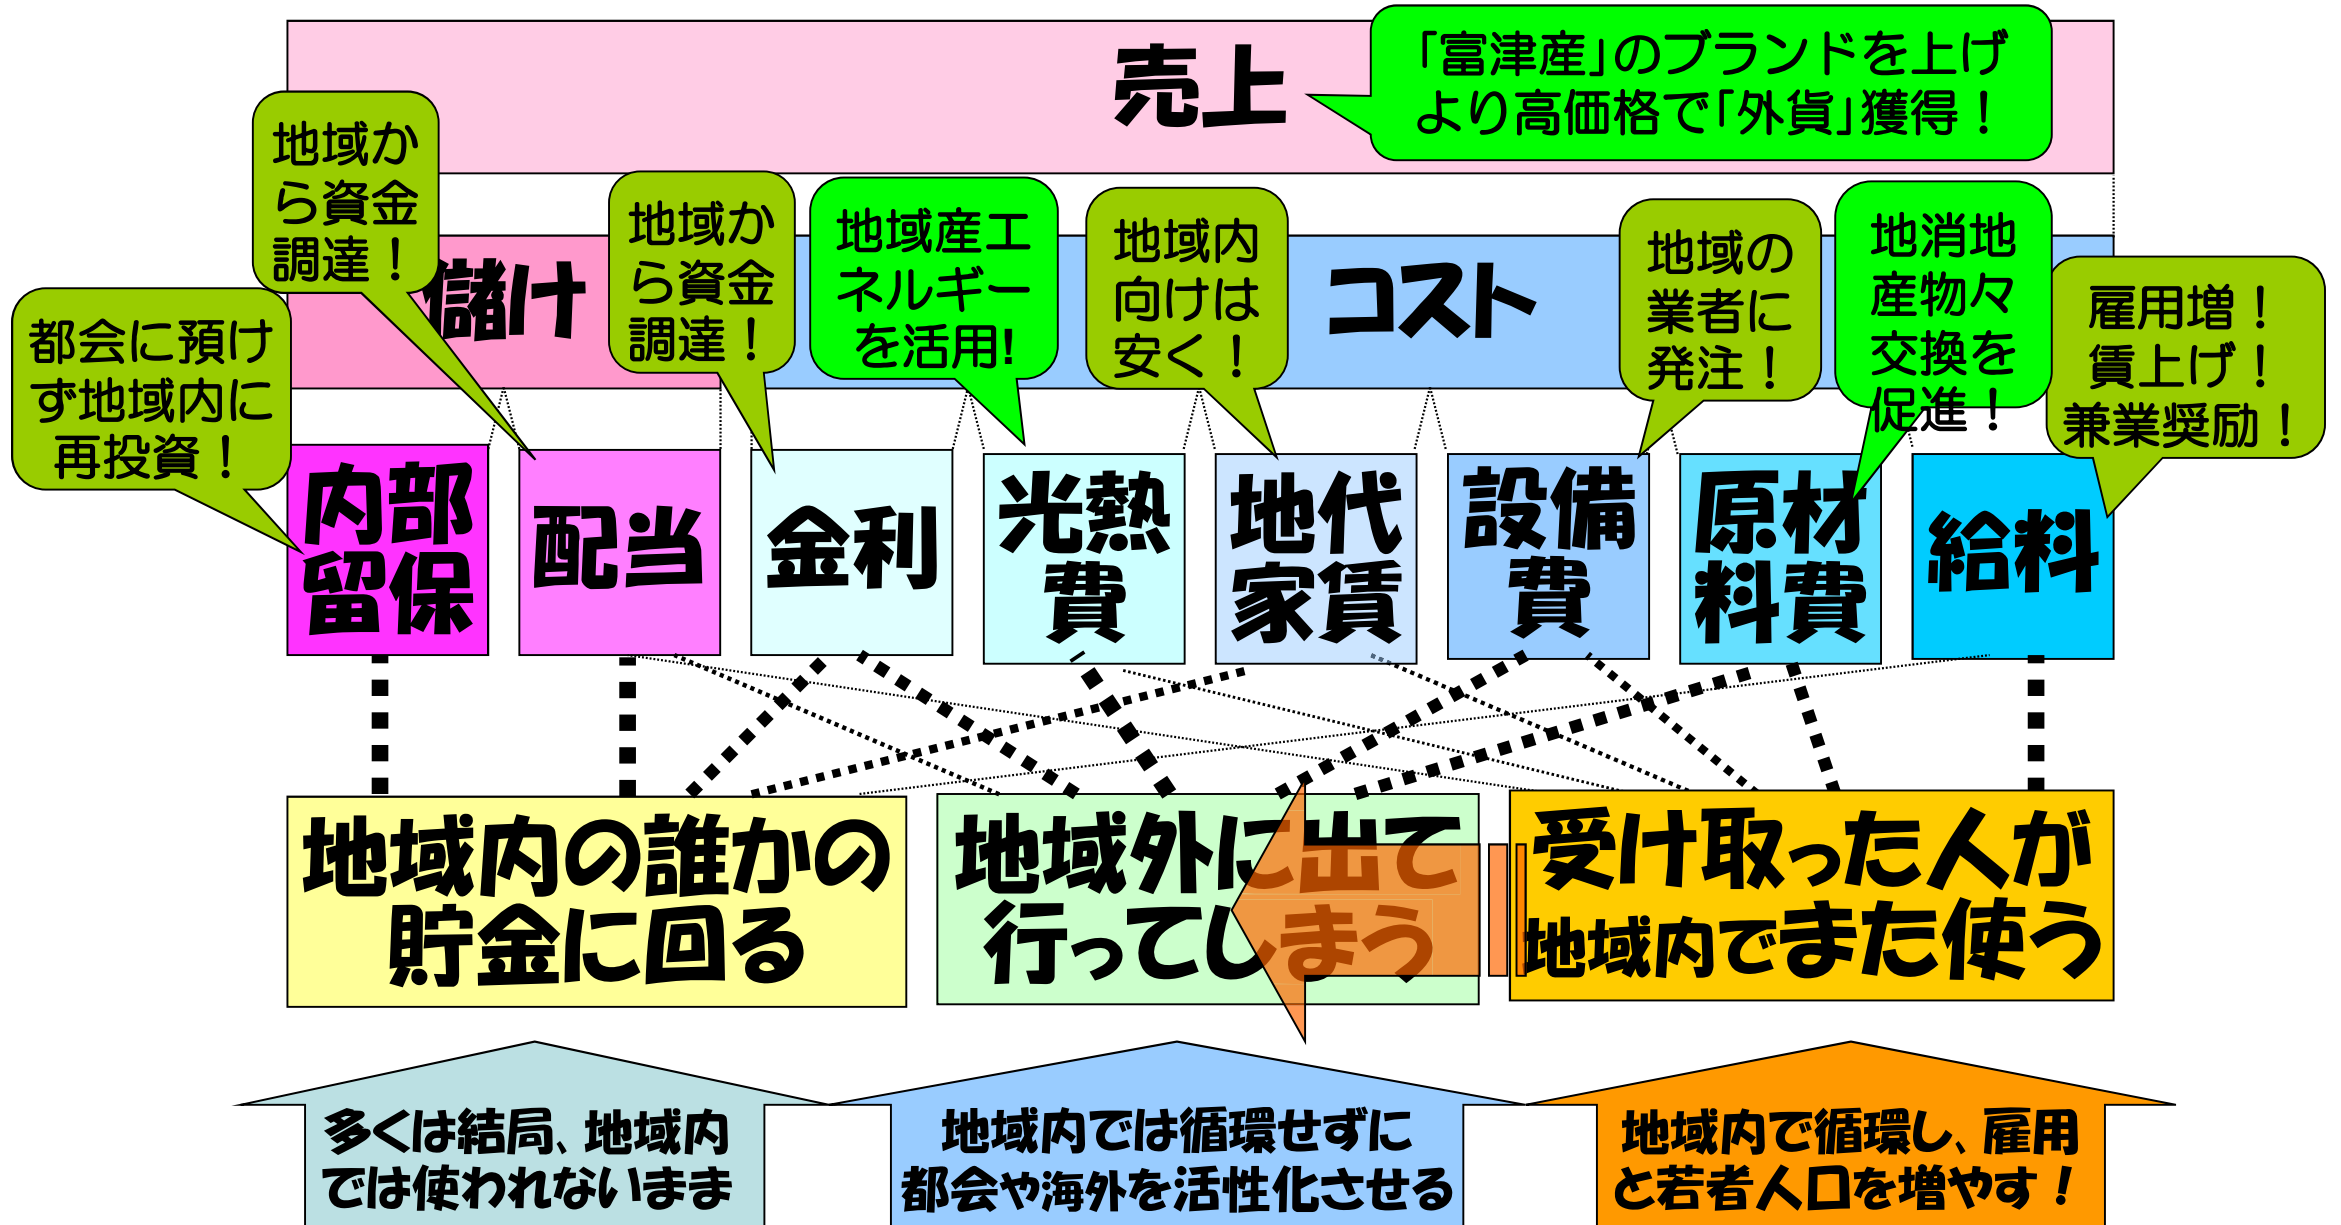 売上
「富津産」のブランドを上げ
より高価格で「外貨」獲得！
地域か
ら資金
調達！
儲け
地域か
ら資金
調達！
地域産エ
ネルギー
を活用!
地域内
向けは
安く！
コスト
地域の
業者に
発注！
地消地
産物々
交換を
促進！
雇用増！
賃上げ！
兼業奨励！
都会に預け
ず地域内に
再投資！
内部
留保
配当
金利
光熱
費
地代
家賃
設備
費
原材
料費
給料
地域内の誰かの
貯金に回る
地域外に出て
行ってしまう
受け取った人が
地域内でまた使う
多くは結局、地域内
では使われないまま
地域内では循環せずに
都会や海外を活性化させる
地域内で循環し、雇用
と若者人口を増やす！